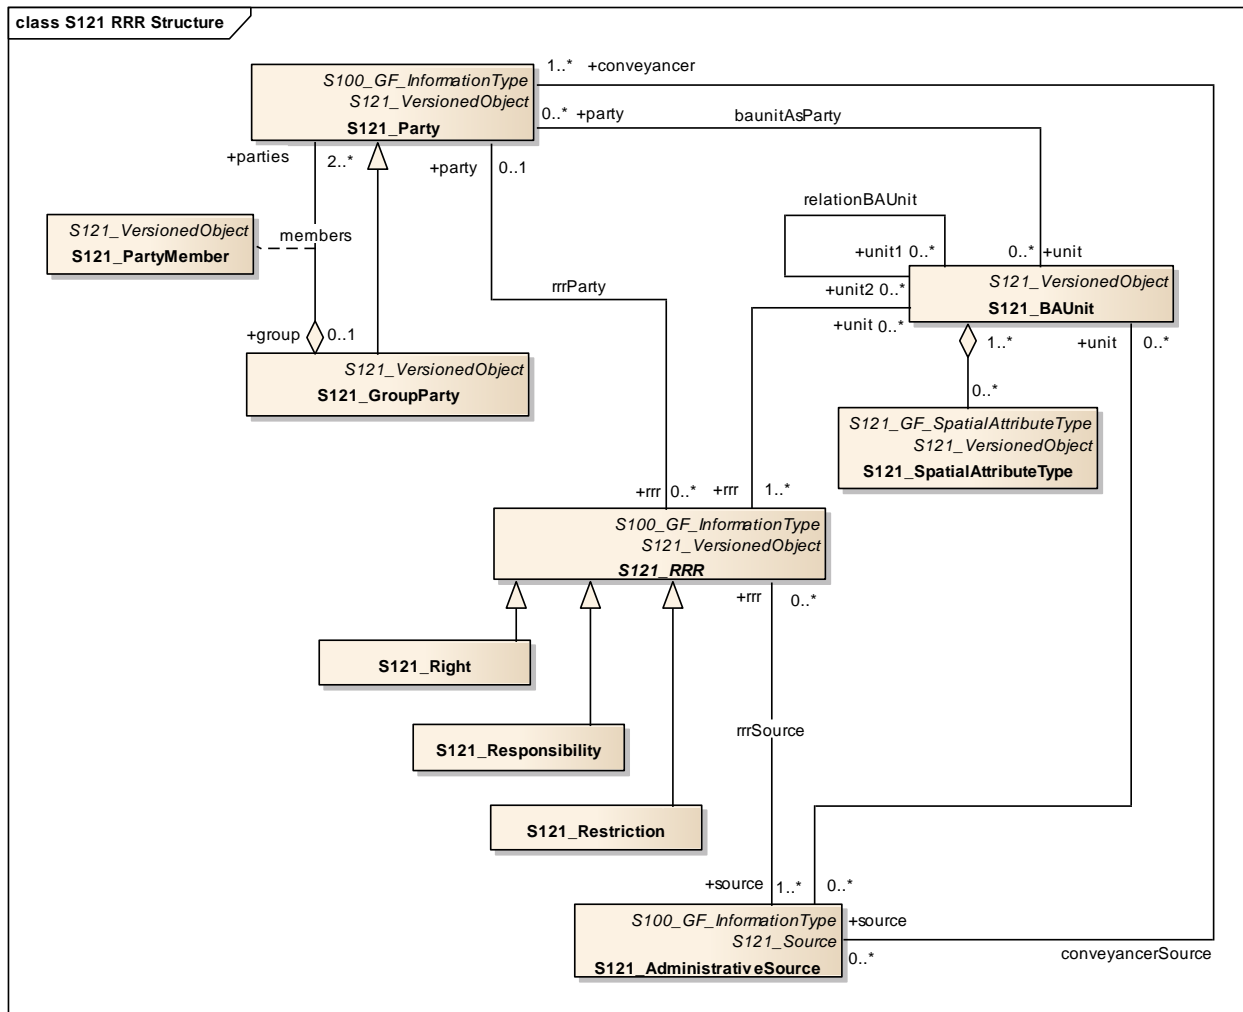 class S121 RRR Structure
1..* +conveyancer
S100_GF_InformationType
S121_VersionedObject
S121_Party
0..* +party
baunitAsParty
+parties
2..*
+party
0..1
relationBAUnit
S121_VersionedObject
S121_PartyMember
members
+unit1 0..*
0..* +unit
S121_VersionedObject
S121_BAUnit
+unit2 0..*
rrrParty
+unit 0..*
+group
0..1
1..*
+unit
0..*
S121_VersionedObject
S121_GroupParty
0..*
S121_GF_SpatialAttributeType
S121_VersionedObject
S121_SpatialAttributeType
+rrr 0..*
+rrr
1..*
S100_GF_InformationType
S121_VersionedObject
S121_RRR
+rrr
0..*
S121_Right
rrrSource
S121_Responsibility
S121_Restriction
+source
1..*
0..*
S100_GF_InformationType
S121_Source
S121_AdministrativeSource
+source
0..*
conveyancerSource